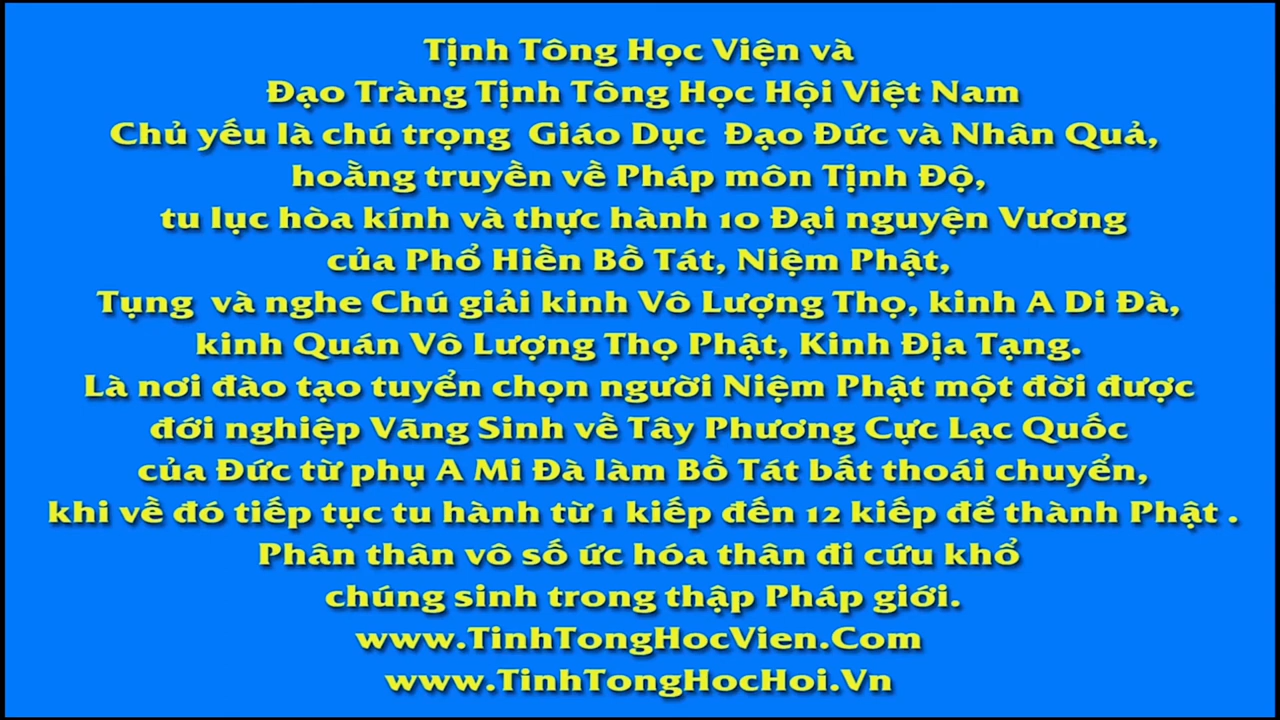 Tịnh Tông Học Viện và
Đạo Tràng Tịnh Tông Học Hội Việt Nam
Chủ yếu là chú trọng Giáo Dục Đạo Đức và Nhân Quả,
hoằng truyền về Pháp môn Tịnh Độ,
tu lục hòa kính và thực hành 10 Đại nguyện Vương
của Phổ Hiền Bồ Tát, Niệm Phật,
Tụng và nghe Chú giải kinh Vô Lượng Thọ, kinh A Di Đà,
kinh Quán Vô Lượng Thọ Phật, Kinh Địa Tạng.
Là nơi đào tạo tuyển chọn người Niệm Phật một đời được
đới nghiệp Vãng Sinh về Tây Phương Cực Lạc Quốc
của Đức từ phụ A Mi Đà làm Bồ Tát bất thoái chuyển,
khi về đó tiếp tục tu hành từ 1 kiếp đến 12 kiếp để thành Phật .
Phân thân vô số ức hóa thân đi cứu khổ
chúng sinh trong thập Pháp giới.
www.TinhTongHocVien.Com
www.TinhTongHocHoi.Vn